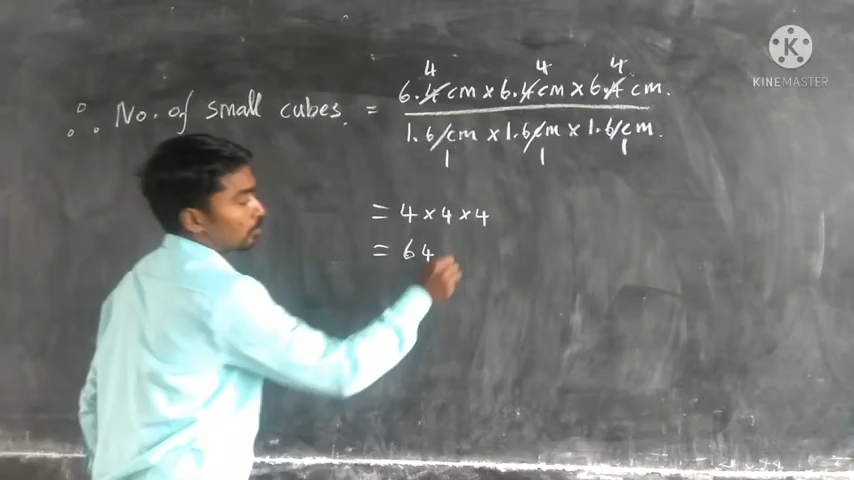 4 4 4
∴ No. of small cubes. = 6.4 cm x 6.4 cm x 6.4 cm.
1.6 cm x 1.6 cm x 1.6 cm.
1 1 1
= 4 x 4 x 4
= 64
K
KINEMASTER